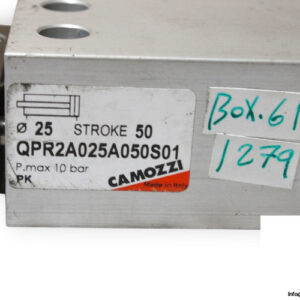 Ø 25 STROKE 50
QPR2A025A050S01
P.max 10 bar
PK
CAMOZZI
Made in Italy
BOX.61
1279